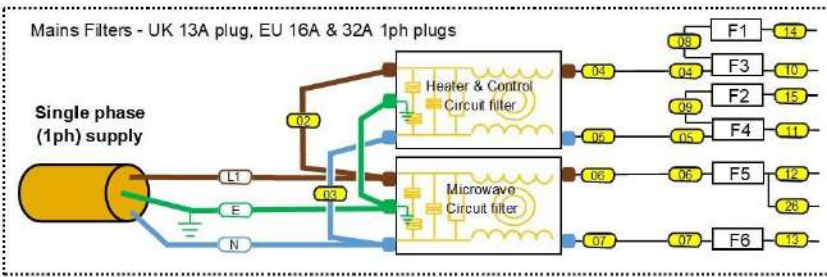 Mains Filters - UK 13A plug, EU 16A & 32A 1ph plugs
Single phase
(1ph) supply
L1
E
N
02
03
Heater & Control
Circuit filter
Microwave
Circuit filter
04
05
06
07
08
04
09
05
06
07
F1
F3
F2
F4
F5
F6
14
10
15
11
12
26
13